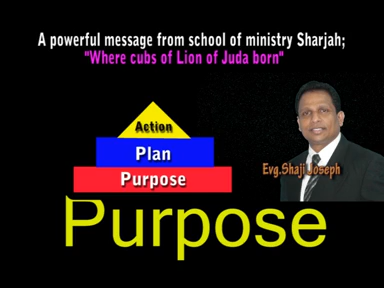 A powerful message from school of ministry Sharjah;
"Where cubs of Lion of Juda born"
Action
Plan
Purpose
Evg.Shaji Joseph
Purpose